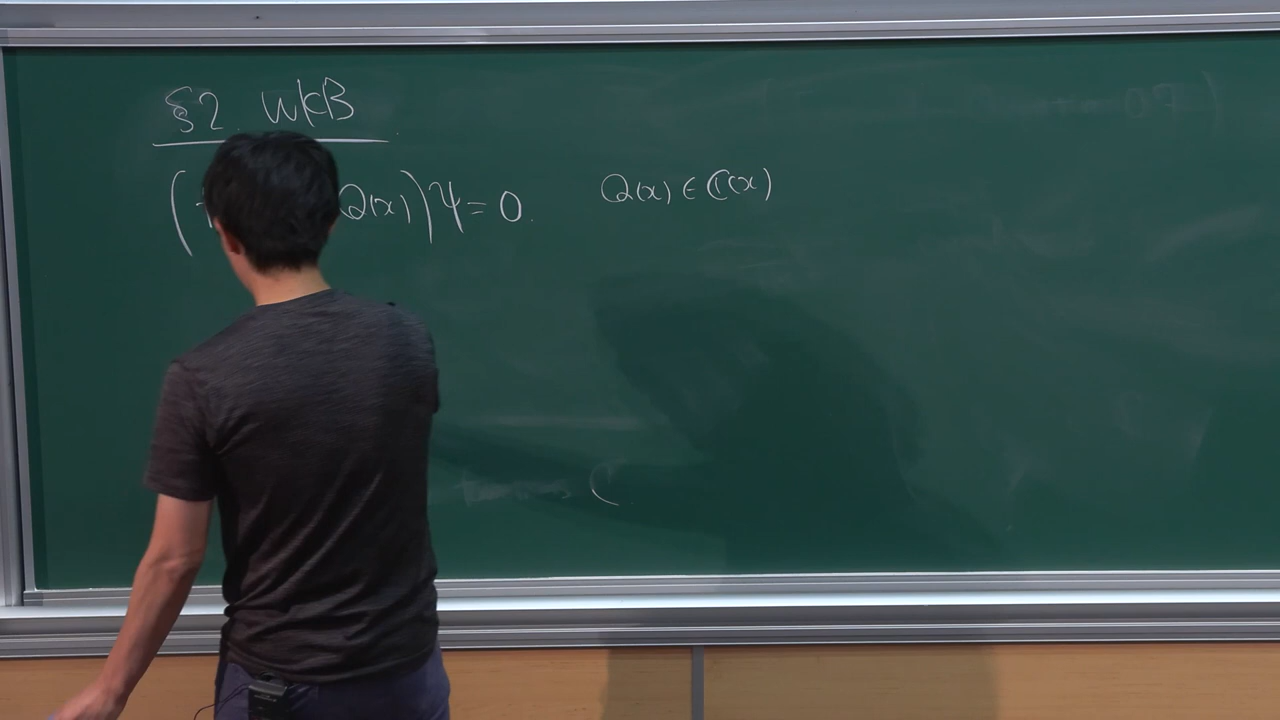 §2 WKB
( Q(x))ψ = 0. Q(x) ∈ ℂ(x)
(